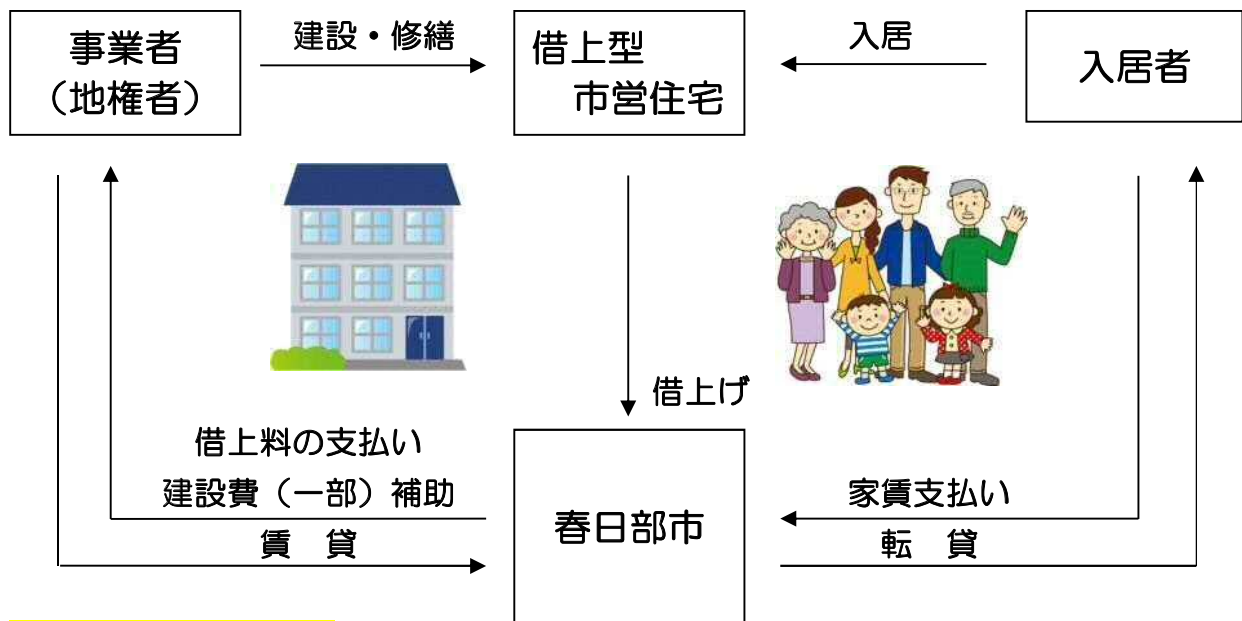 事業者
（地権者）
建設・修繕
借上型
市営住宅
入居
入居者
借上げ
借上料の支払い
建設費（一部）補助
賃　貸
春日部市
家賃支払い
転　貸